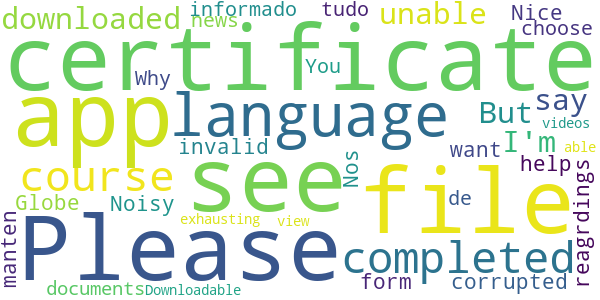 informado tudo
downloaded news unable Nice
choose
certificate
Why You
app language But say
I'm videos
invalid want help able
course see Nos file
Globe Noisy de reagrdings
exhausting view
manten Please completed
form corrupted
documents Downloadable